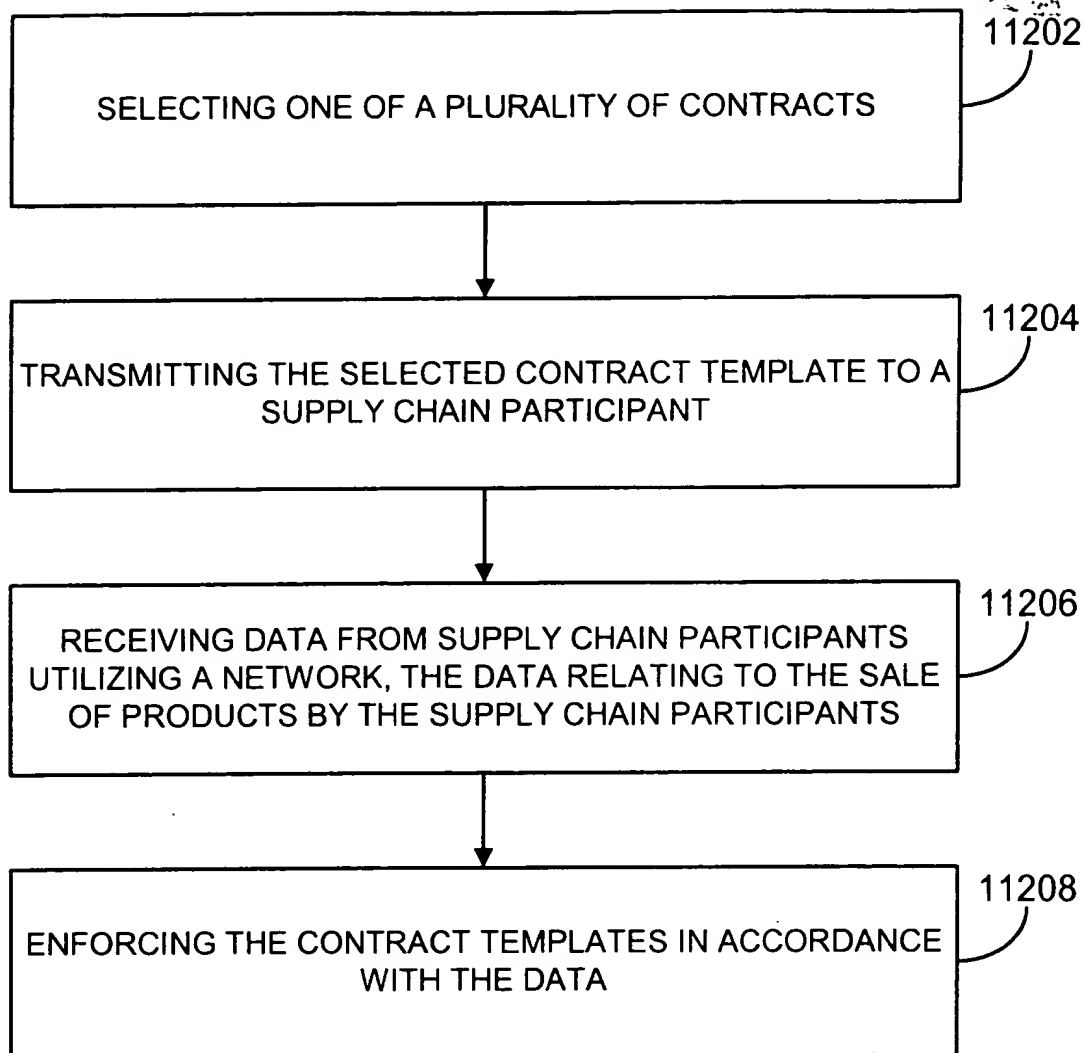 11202
SELECTING ONE OF A PLURALITY OF CONTRACTS
11204
TRANSMITTING THE SELECTED CONTRACT TEMPLATE TO A
SUPPLY CHAIN PARTICIPANT
11206
RECEIVING DATA FROM SUPPLY CHAIN PARTICIPANTS
UTILIZING A NETWORK, THE DATA RELATING TO THE SALE
OF PRODUCTS BY THE SUPPLY CHAIN PARTICIPANTS
11208
ENFORCING THE CONTRACT TEMPLATES IN ACCORDANCE
WITH THE DATA